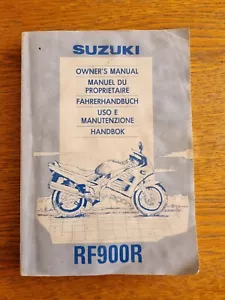 SUZUKI
OWNER'S MANUAL
MANUEL DU
PROPRIETAIRE
FAHRERHANDBUCH
USO E
MANUTENZIONE
HANDBOK
RF900R